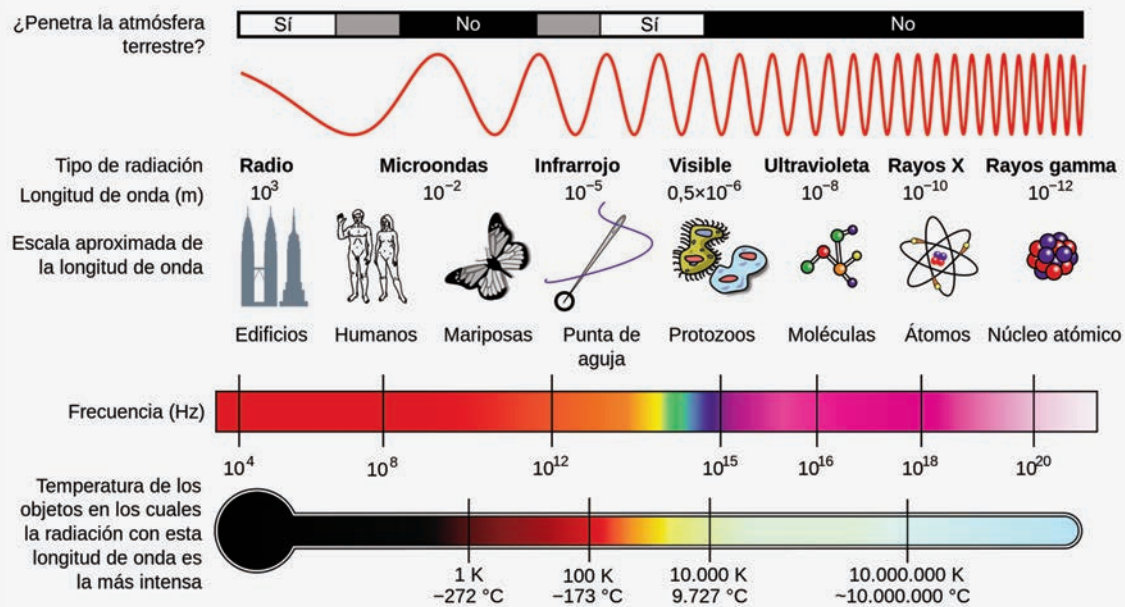 ¿Penetra la atmósfera
terrestre?
Sí No Sí No
Tipo de radiación Radio Microondas Infrarrojo Visible Ultravioleta Rayos X Rayos gamma
Longitud de onda (m) 10³ 10⁻² 10⁻⁵ 0,5×10⁻⁶ 10⁻⁸ 10⁻¹⁰ 10⁻¹²
Escala aproximada de
la longitud de onda
Edificios Humanos Mariposas Punta de Protozoos Moléculas Átomos Núcleo atómico
aguja
Frecuencia (Hz)
10⁴ 10⁸ 10¹² 10¹⁵ 10¹⁶ 10¹⁸ 10²⁰
Temperatura de los
objetos en los cuales
la radiación con esta
longitud de onda es
la más intensa
1 K 100 K 10.000 K 10.000.000 K
−272 °C −173 °C 9.727 °C ~10.000.000 °C